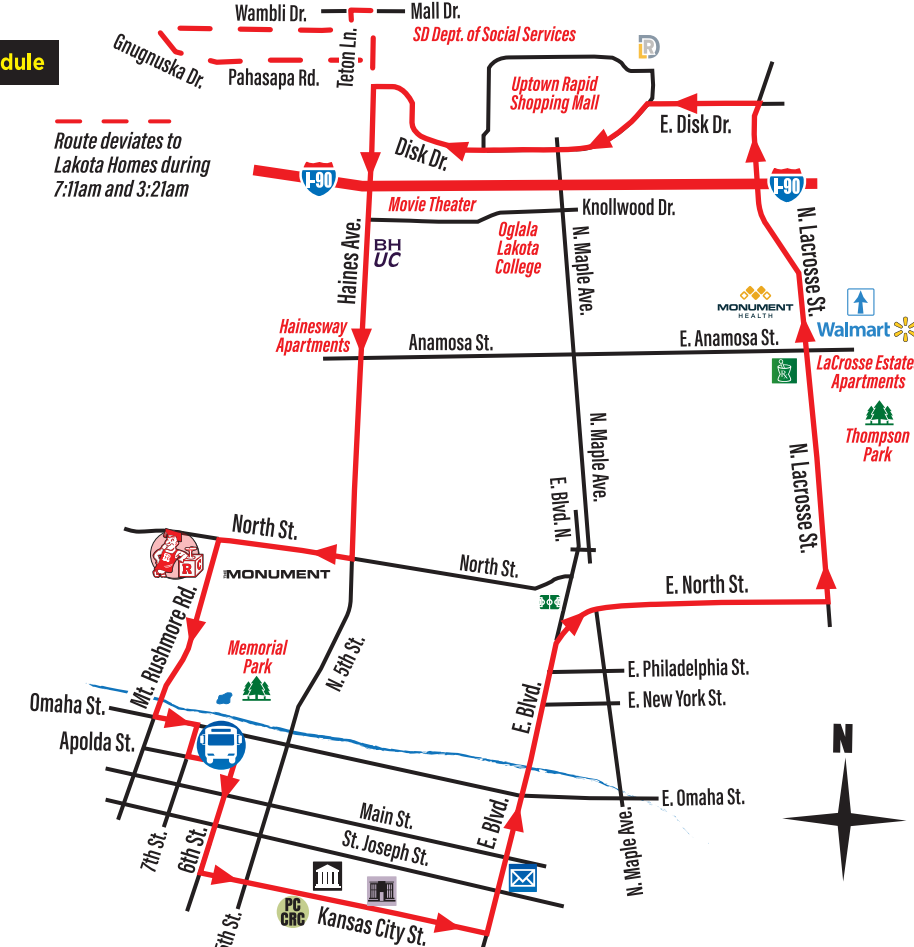 Wambli Dr.
Mall Dr.
SD Dept. of Social Services
dule
Gnugnuska Dr.
Pahasapa Rd.
Teton Ln.
Uptown Rapid
Shopping Mall
E. Disk Dr.
Route deviates to
Lakota Homes during
7:11am and 3:21am
Disk Dr.
I-90
I-90
Movie Theater
Knollwood Dr.
Haines Ave.
BH
UC
Oglala
Lakota
College
N. Maple Ave.
N. Lacrosse St.
MONUMENT
HEALTH
Walmart
Hainesway
Apartments
Anamosa St.
E. Anamosa St.
LaCrosse Estate
Apartments
Thompson
Park
N. Maple Ave.
N. Lacrosse St.
E. Blvd. N.
North St.
R
THE MONUMENT
North St.
E. North St.
Mt. Rushmore Rd.
Memorial
Park
N. 5th St.
E. Philadelphia St.
E. New York St.
E. Blvd.
Omaha St.
Apolda St.
N
E. Omaha St.
Main St.
St. Joseph St.
E. Blvd.
N. Maple Ave.
7th St.
6th St.
PC
CRC
Kansas City St.
5th St.